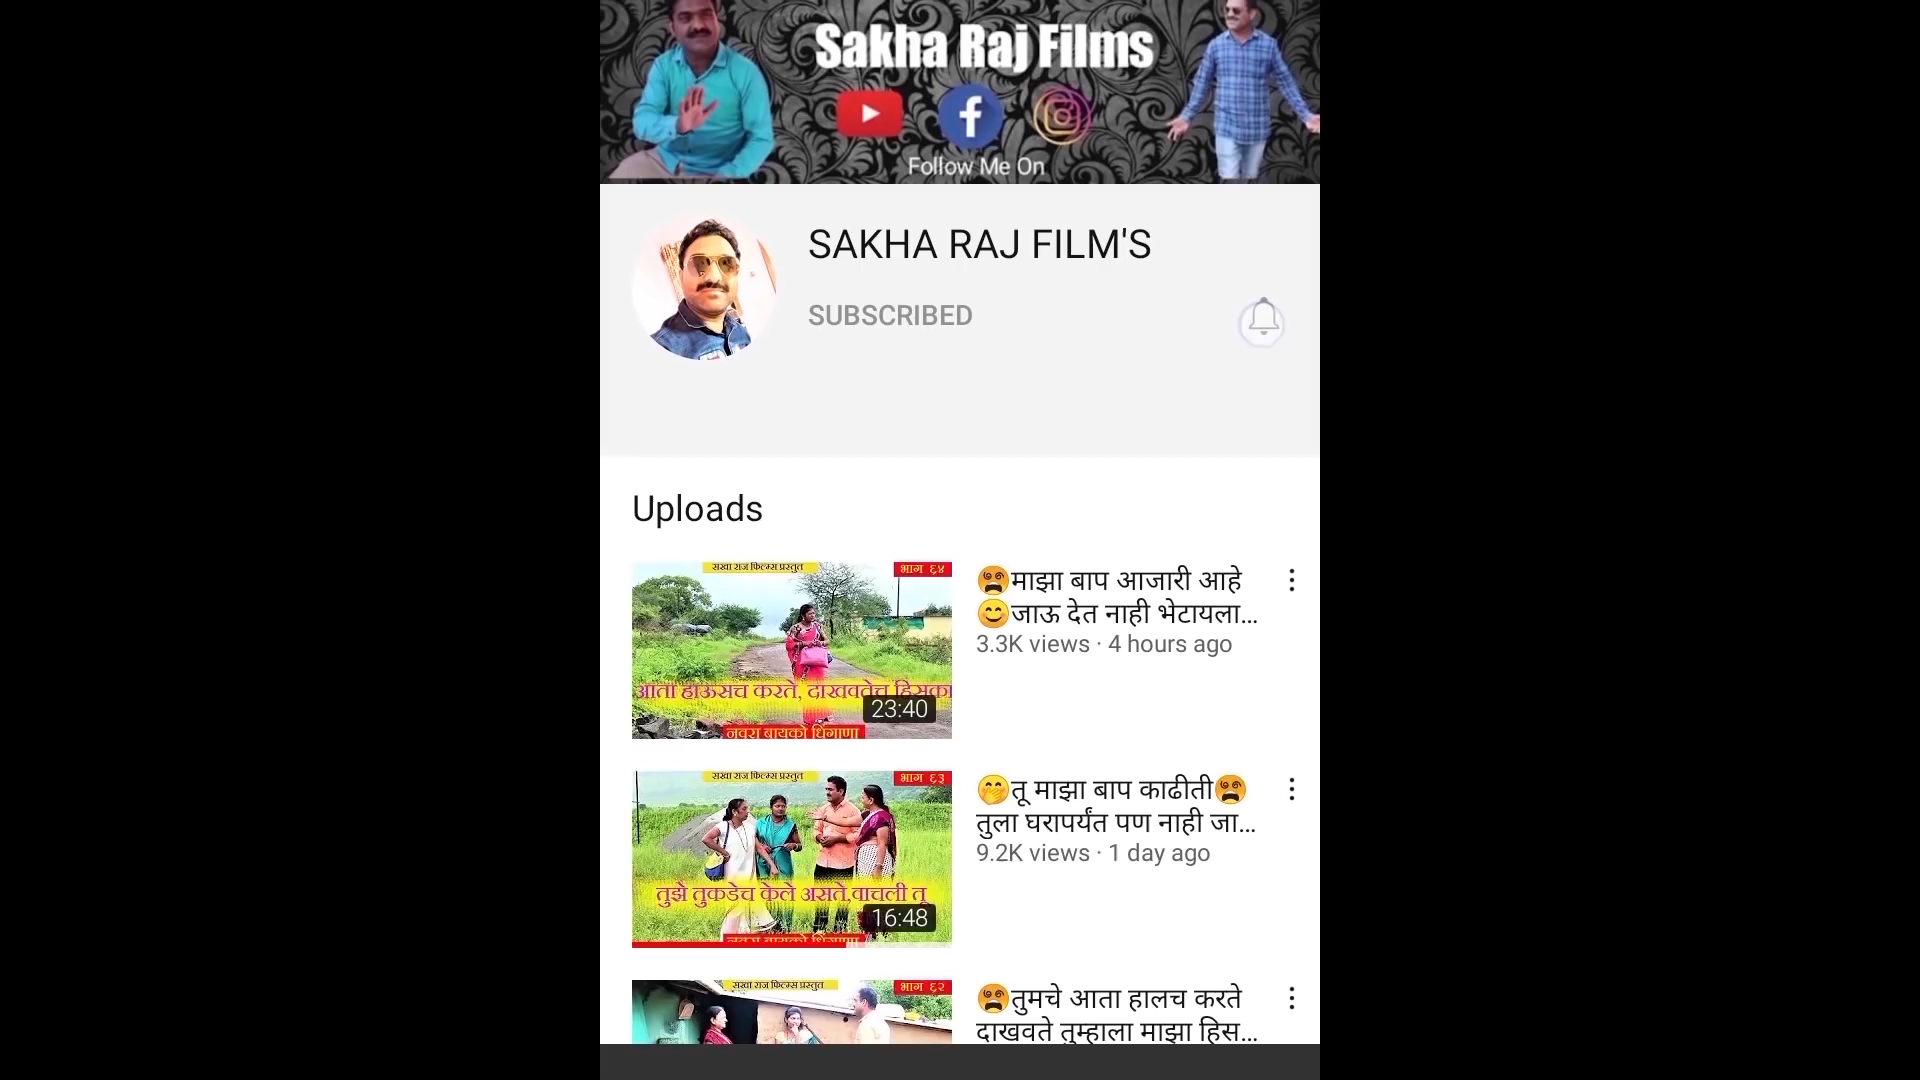 Sakha Raj Films
Follow Me On
SAKHA RAJ FILM'S
SUBSCRIBED
Uploads
सखा राज फिल्म्स प्रस्तुत
भाग ६४
आता हाऊसच करते, दाखवतेच हिसका
23:40
नवरा बायको धिंगाणा
😵माझा बाप आजारी आहे
😊जाऊ देत नाही भेटायला...
3.3K views · 4 hours ago
सखा राज फिल्म्स प्रस्तुत
भाग ६३
तुझे तुकडेच केले असते,वाचली तू
16:48
नवरा बायको धिंगाणा
🤭तू माझा बाप काढीती😵
तुला घरापर्यंत पण नाही जा...
9.2K views · 1 day ago
सखा राज फिल्म्स प्रस्तुत
भाग ६२
😵तुमचे आता हालच करते
दाखवते तुम्हाला माझा हिस...